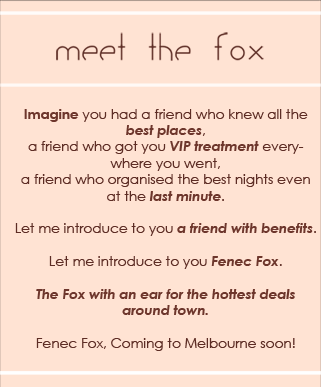 meet the fox
Imagine you had a friend who knew all the
best places,
a friend who got you VIP treatment every-
where you went,
a friend who organised the best nights even
at the last minute.
Let me introduce to you a friend with benefits.
Let me introduce to you Fenec Fox.
The Fox with an ear for the hottest deals
around town.
Fenec Fox, Coming to Melbourne soon!